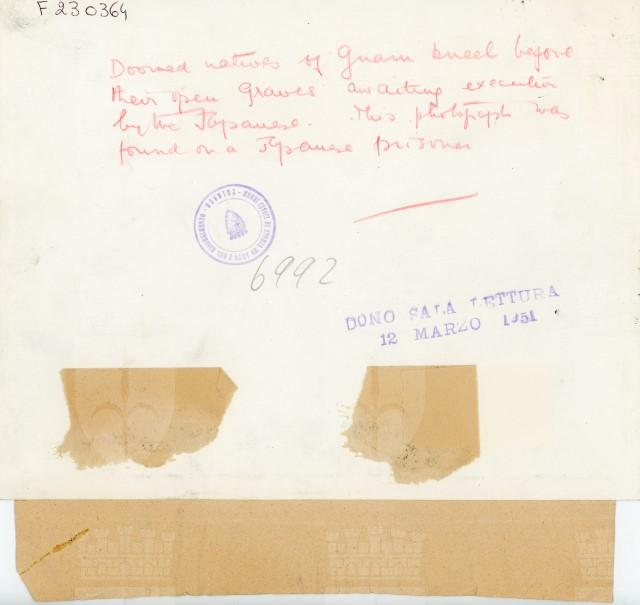 F 230364
Doomed natives of Guam kneel before
their open graves awaiting execution
by the Japanese. This photograph was
found on a Japanese prisoner
6992
DONO SALA LETTURA
12 MARZO 1951